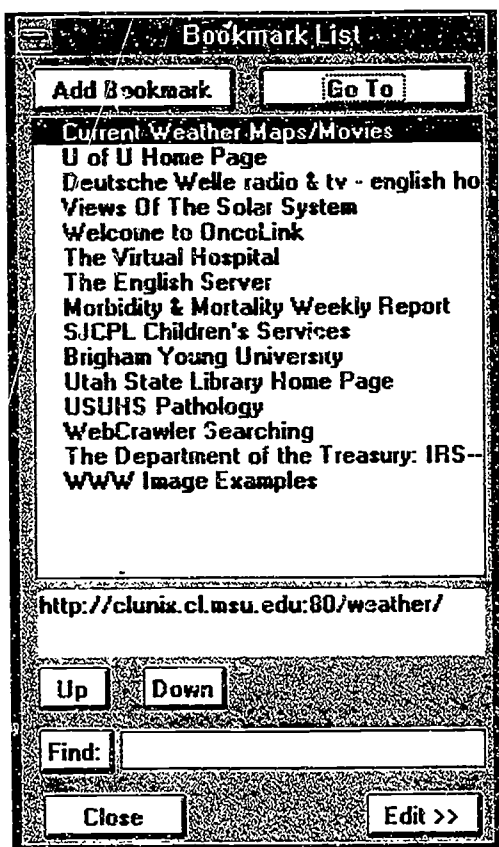 Bookmark List
Add Bookmark Go To
Current Weather Maps/Movies
U of U Home Page
Deutsche Welle radio & tv - english ho
Views Of The Solar System
Welcome to OncoLink
The Virtual Hospital
The English Server
Morbidity & Mortality Weekly Report
SJCPL Children's Services
Brigham Young University
Utah State Library Home Page
USUHS Pathology
WebCrawler Searching
The Department of the Treasury: IRS--
WWW Image Examples
http://clunix.cl.msu.edu:80/weather/
Up Down
Find:
Close Edit >>